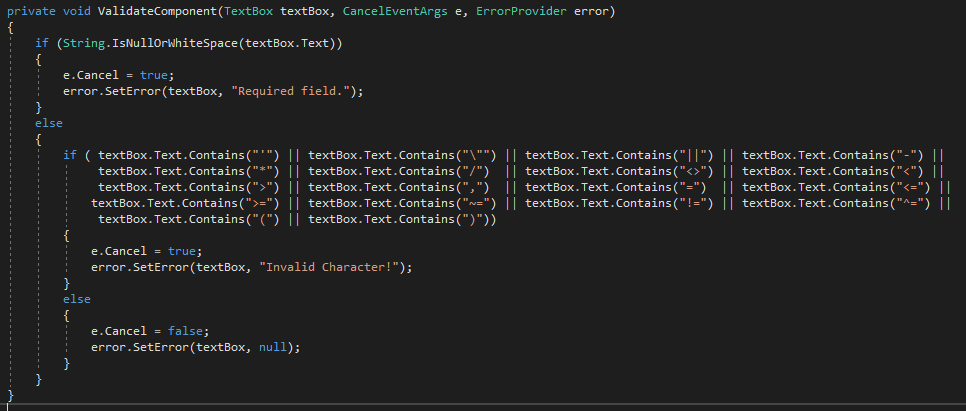 private void ValidateComponent(TextBox textBox, CancelEventArgs e, ErrorProvider error)
{
    if (String.IsNullOrWhiteSpace(textBox.Text))
    {
        e.Cancel = true;
        error.SetError(textBox, "Required field.");
    }
    else
    {
        if ( textBox.Text.Contains("'") || textBox.Text.Contains("\"") || textBox.Text.Contains("||") || textBox.Text.Contains("-") ||
             textBox.Text.Contains("*") || textBox.Text.Contains("/")  || textBox.Text.Contains("<>") || textBox.Text.Contains("<") ||
             textBox.Text.Contains(">") || textBox.Text.Contains(",")  || textBox.Text.Contains("=")  || textBox.Text.Contains("<=") ||
            textBox.Text.Contains(">=") || textBox.Text.Contains("~=") || textBox.Text.Contains("!=") || textBox.Text.Contains("^=") ||
             textBox.Text.Contains("(") || textBox.Text.Contains(")"))
        {
            e.Cancel = true;
            error.SetError(textBox, "Invalid Character!");
        }
        else
        {
            e.Cancel = false;
            error.SetError(textBox, null);
        }
    }
}